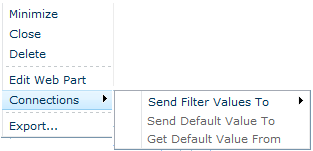 Minimize
Close
Delete
Edit Web Part
Connections
Send Filter Values To
Send Default Value To
Get Default Value From
Export...